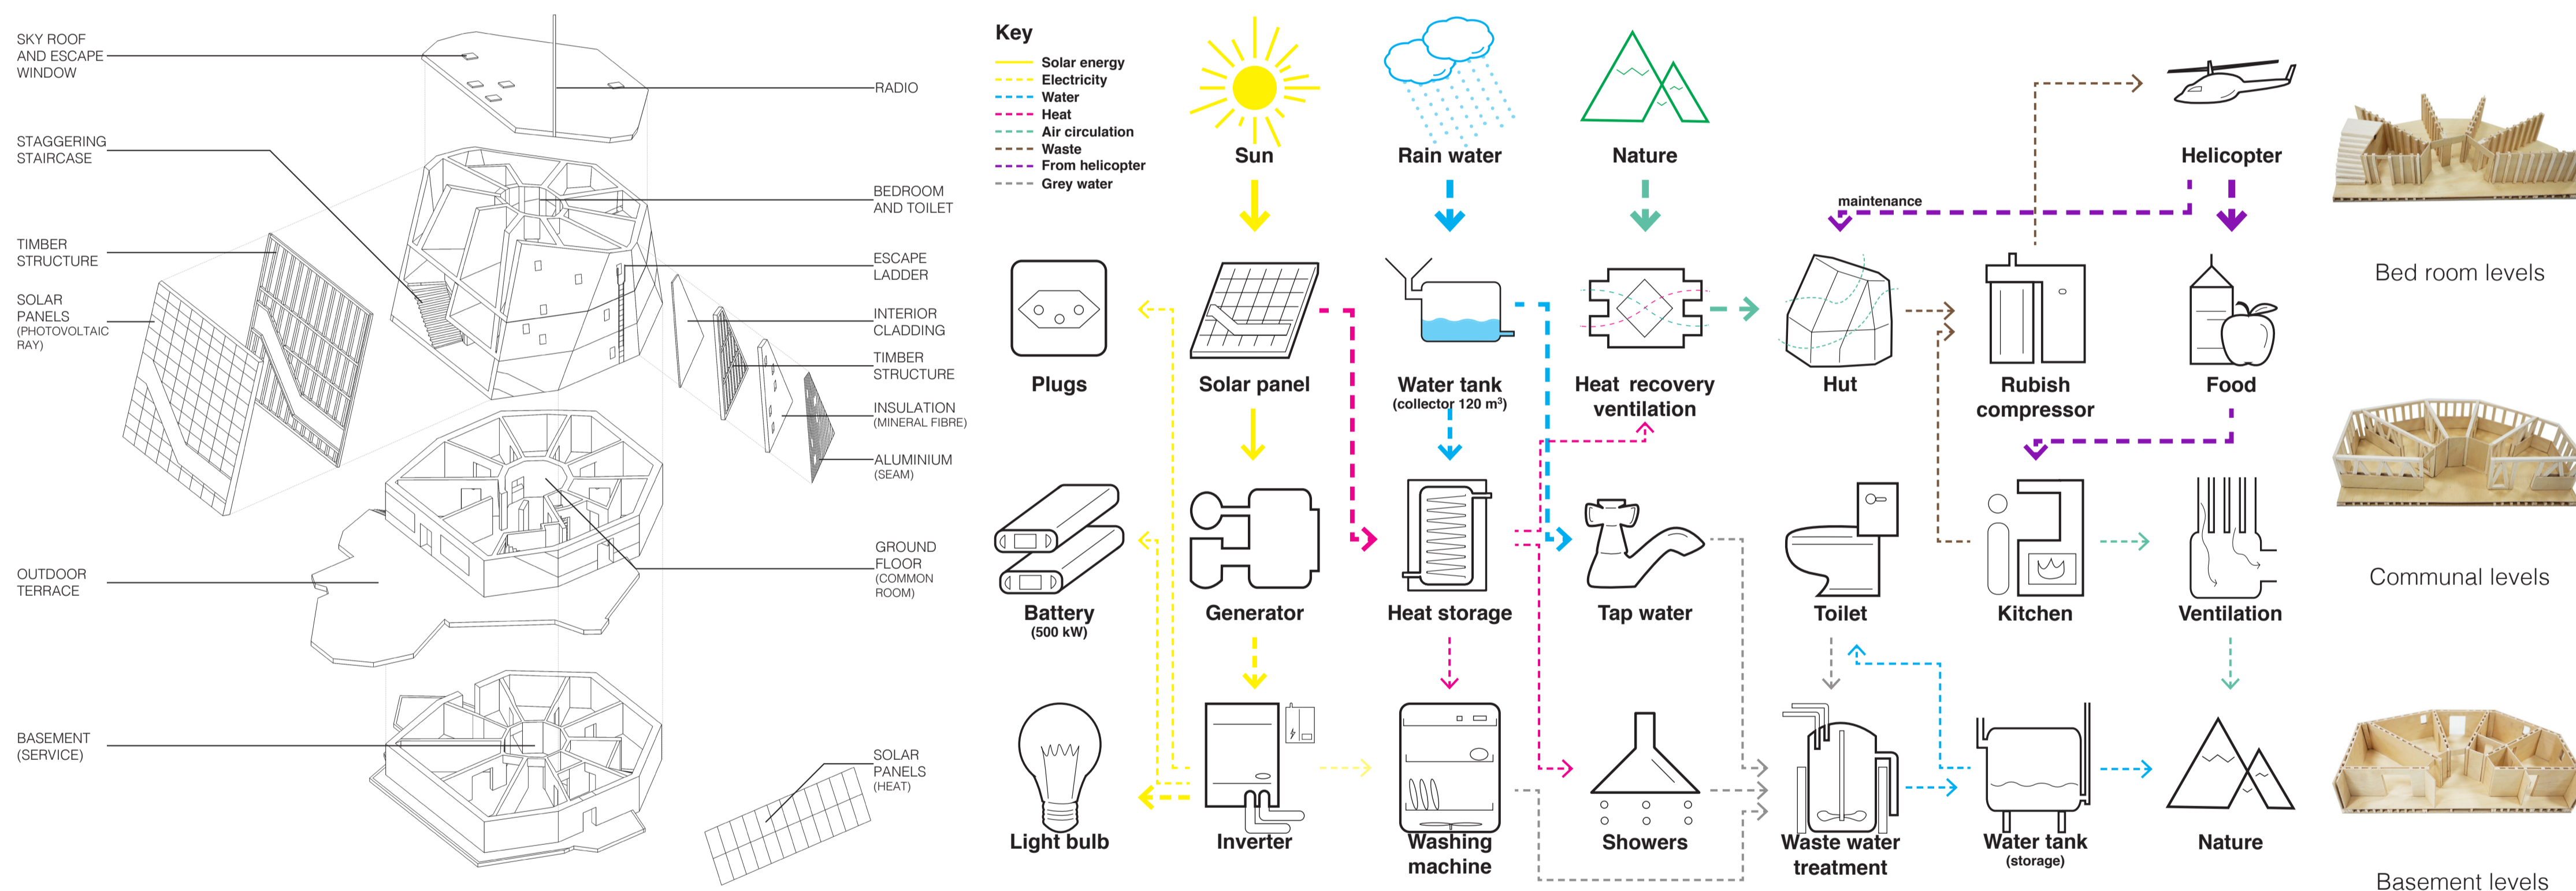 SKY ROOF
AND ESCAPE
WINDOW
RADIO
STAGGERING
STAIRCASE
BEDROOM
AND TOILET
TIMBER
STRUCTURE
ESCAPE
LADDER
SOLAR
PANELS
(PHOTOVOLTAIC
RAY)
INTERIOR
CLADDING
TIMBER
STRUCTURE
INSULATION
(MINERAL FIBRE)
ALUMINIUM
(SEAM)
GROUND
FLOOR
(COMMON
ROOM)
OUTDOOR
TERRACE
BASEMENT
(SERVICE)
SOLAR
PANELS
(HEAT)
Key
Solar energy
Electricity
Water
Heat
Air circulation
Waste
From helicopter
Grey water
Sun
Rain water
Nature
Helicopter
maintenance
Plugs
Solar panel
Water tank
(collector 120 m³)
Heat recovery
ventilation
Hut
Rubish
compressor
Food
Battery
(500 kW)
Generator
Heat storage
Tap water
Toilet
Kitchen
Ventilation
Light bulb
Inverter
Washing
machine
Showers
Waste water
treatment
Water tank
(storage)
Nature
Bed room levels
Communal levels
Basement levels